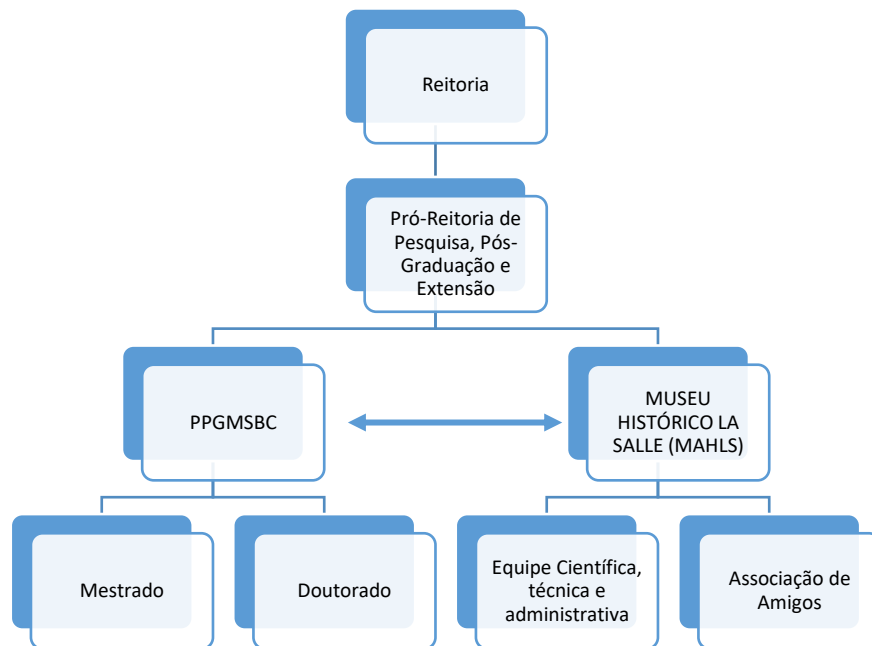 Reitoria
Pró-Reitoria de
Pesquisa, Pós-
Graduação e
Extensão
PPGMSBC
MUSEU
HISTÓRICO LA
SALLE (MAHLS)
Mestrado
Doutorado
Equipe Científica,
técnica e
administrativa
Associação de
Amigos